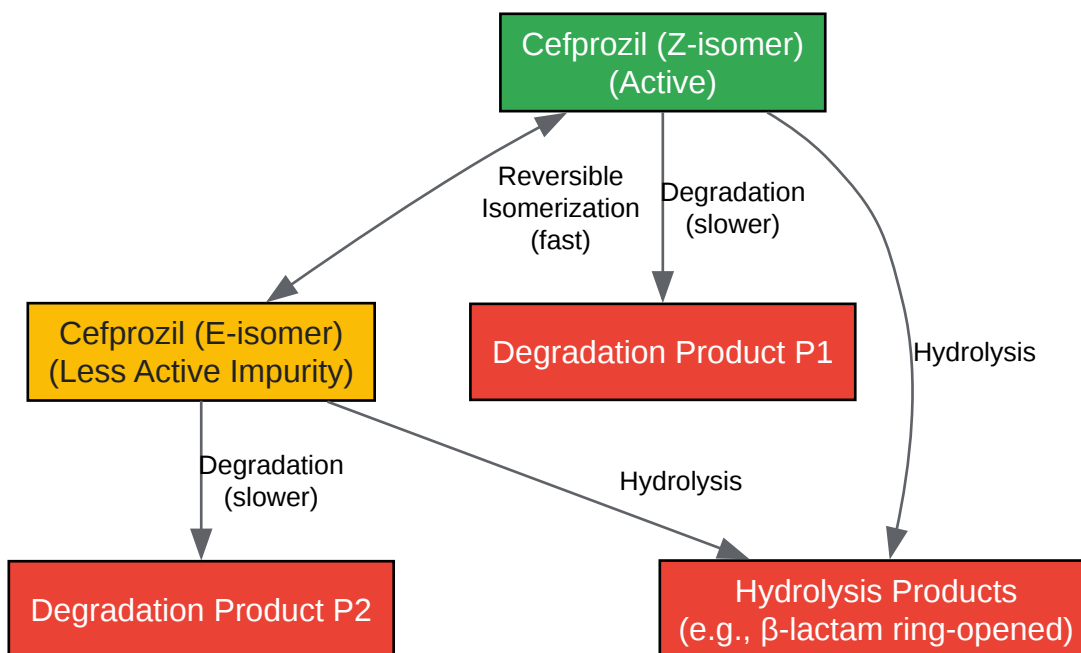 Cefprozil (Z-isomer)
(Active)
Reversible
Isomerization
(fast)
Degradation
(slower)
Cefprozil (E-isomer)
(Less Active Impurity)
Degradation Product P1
Hydrolysis
Degradation
(slower)
Hydrolysis
Degradation Product P2
Hydrolysis Products
(e.g., β-lactam ring-opened)